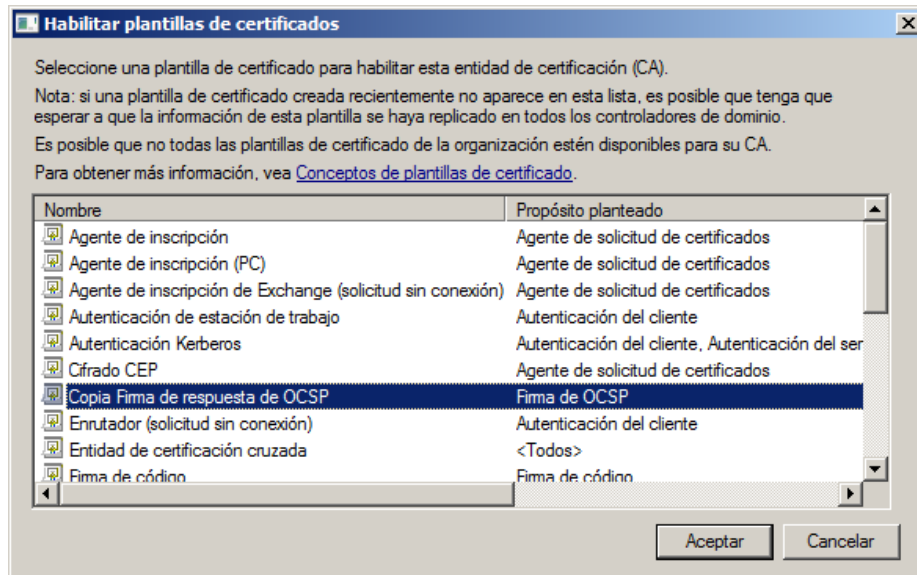 Habilitar plantillas de certificados
Seleccione una plantilla de certificado para habilitar esta entidad de certificación (CA).
Nota: si una plantilla de certificado creada recientemente no aparece en esta lista, es posible que tenga que
esperar a que la información de esta plantilla se haya replicado en todos los controladores de dominio.
Es posible que no todas las plantillas de certificado de la organización estén disponibles para su CA.
Para obtener más información, vea Conceptos de plantillas de certificado.
Nombre Propósito planteado
Agente de inscripción Agente de solicitud de certificados
Agente de inscripción (PC) Agente de solicitud de certificados
Agente de inscripción de Exchange (solicitud sin conexión) Agente de solicitud de certificados
Autenticación de estación de trabajo Autenticación del cliente
Autenticación Kerberos Autenticación del cliente, Autenticación del ser
Cifrado CEP Agente de solicitud de certificados
Copia Firma de respuesta de OCSP Firma de OCSP
Enrutador (solicitud sin conexión) Autenticación del cliente
Entidad de certificación cruzada <Todos>
Firma de código Firma de código
Aceptar Cancelar